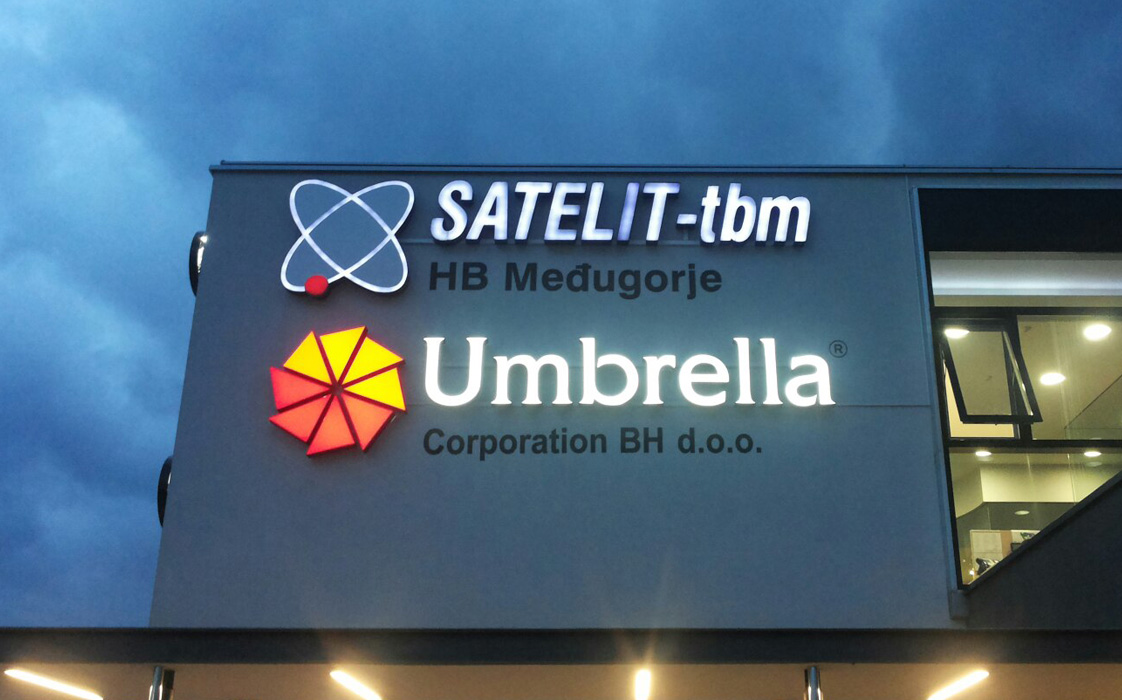 SATELIT-tbm
HB Međugorje
Umbrella®
Corporation BH d.o.o.